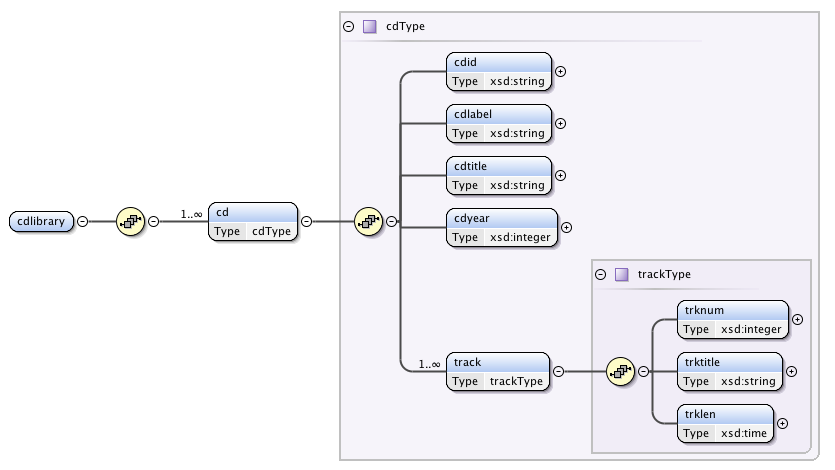 cdType
cdid
Type xsd:string
cdlabel
Type xsd:string
cdtitle
Type xsd:string
cdyear
Type xsd:integer
cdlibrary
1..∞
cd
Type cdType
trackType
trknum
Type xsd:integer
1..∞
track
Type trackType
trktitle
Type xsd:string
trklen
Type xsd:time